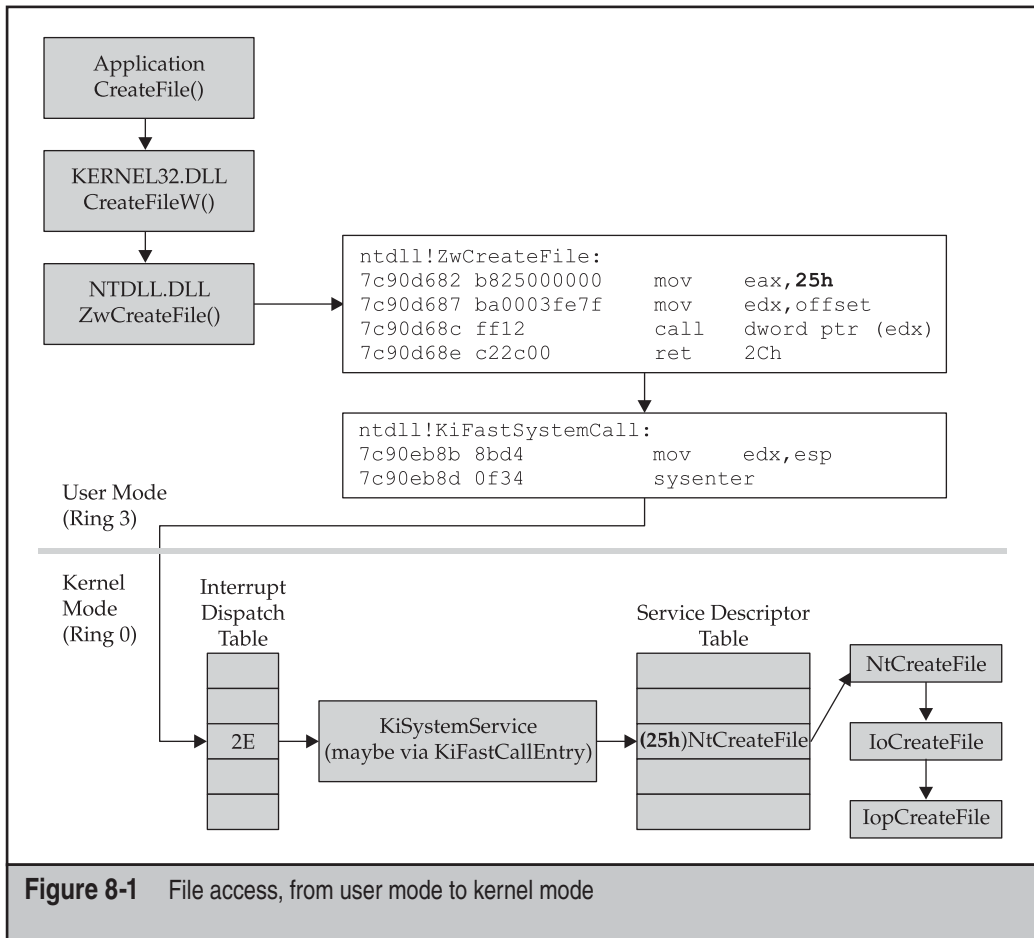 Application
CreateFile()
KERNEL32.DLL
CreateFileW()
NTDLL.DLL
ZwCreateFile()
ntdll!ZwCreateFile:
7c90d682 b825000000 mov eax,25h
7c90d687 ba0003fe7f mov edx,offset
7c90d68c ff12 call dword ptr (edx)
7c90d68e c22c00 ret 2Ch
ntdll!KiFastSystemCall:
7c90eb8b 8bd4 mov edx,esp
7c90eb8d 0f34 sysenter
User Mode
(Ring 3)
Kernel
Mode
(Ring 0)
Interrupt
Dispatch
Table
2E
KiSystemService
(maybe via KiFastCallEntry)
Service Descriptor
Table
(25h)NtCreateFile
NtCreateFile
IoCreateFile
IopCreateFile
Figure 8-1 File access, from user mode to kernel mode